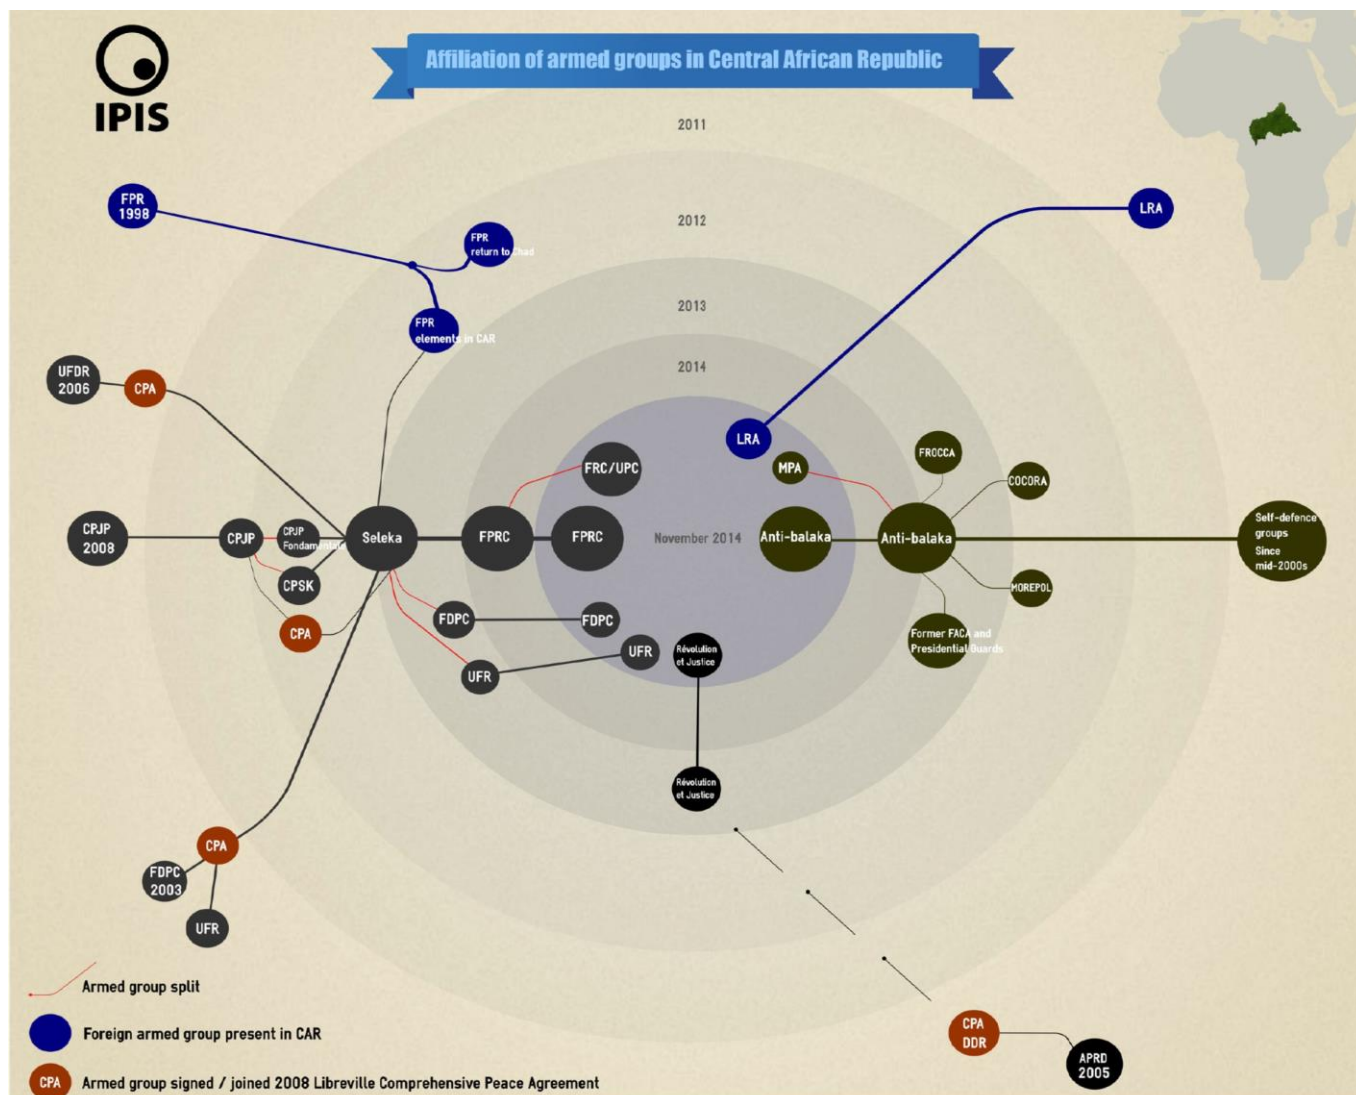 IPIS
Affiliation of armed groups in Central African Republic
2011
2012
2013
2014
November 2014
FPR
1998
FPR
return to Chad
FPR
elements in CAR
LRA
LRA
UFDR
2006
CPA
CPJP
2008
CPJP
CPJP
Fondamentale
CPSK
CPA
Seleka
FPRC
FPRC
FRC/UPC
FDPC
FDPC
UFR
UFR
MPA
Anti-balaka
Anti-balaka
FROCCA
COCORA
MOREPOL
Former FACA and
Presidential Guards
Self-defence
groups
Since
mid-2000s
Révolution
et Justice
Révolution
et Justice
CPA
FDPC
2003
UFR
CPA
DDR
APRD
2005
Armed group split
Foreign armed group present in CAR
CPA
Armed group signed / joined 2008 Libreville Comprehensive Peace Agreement